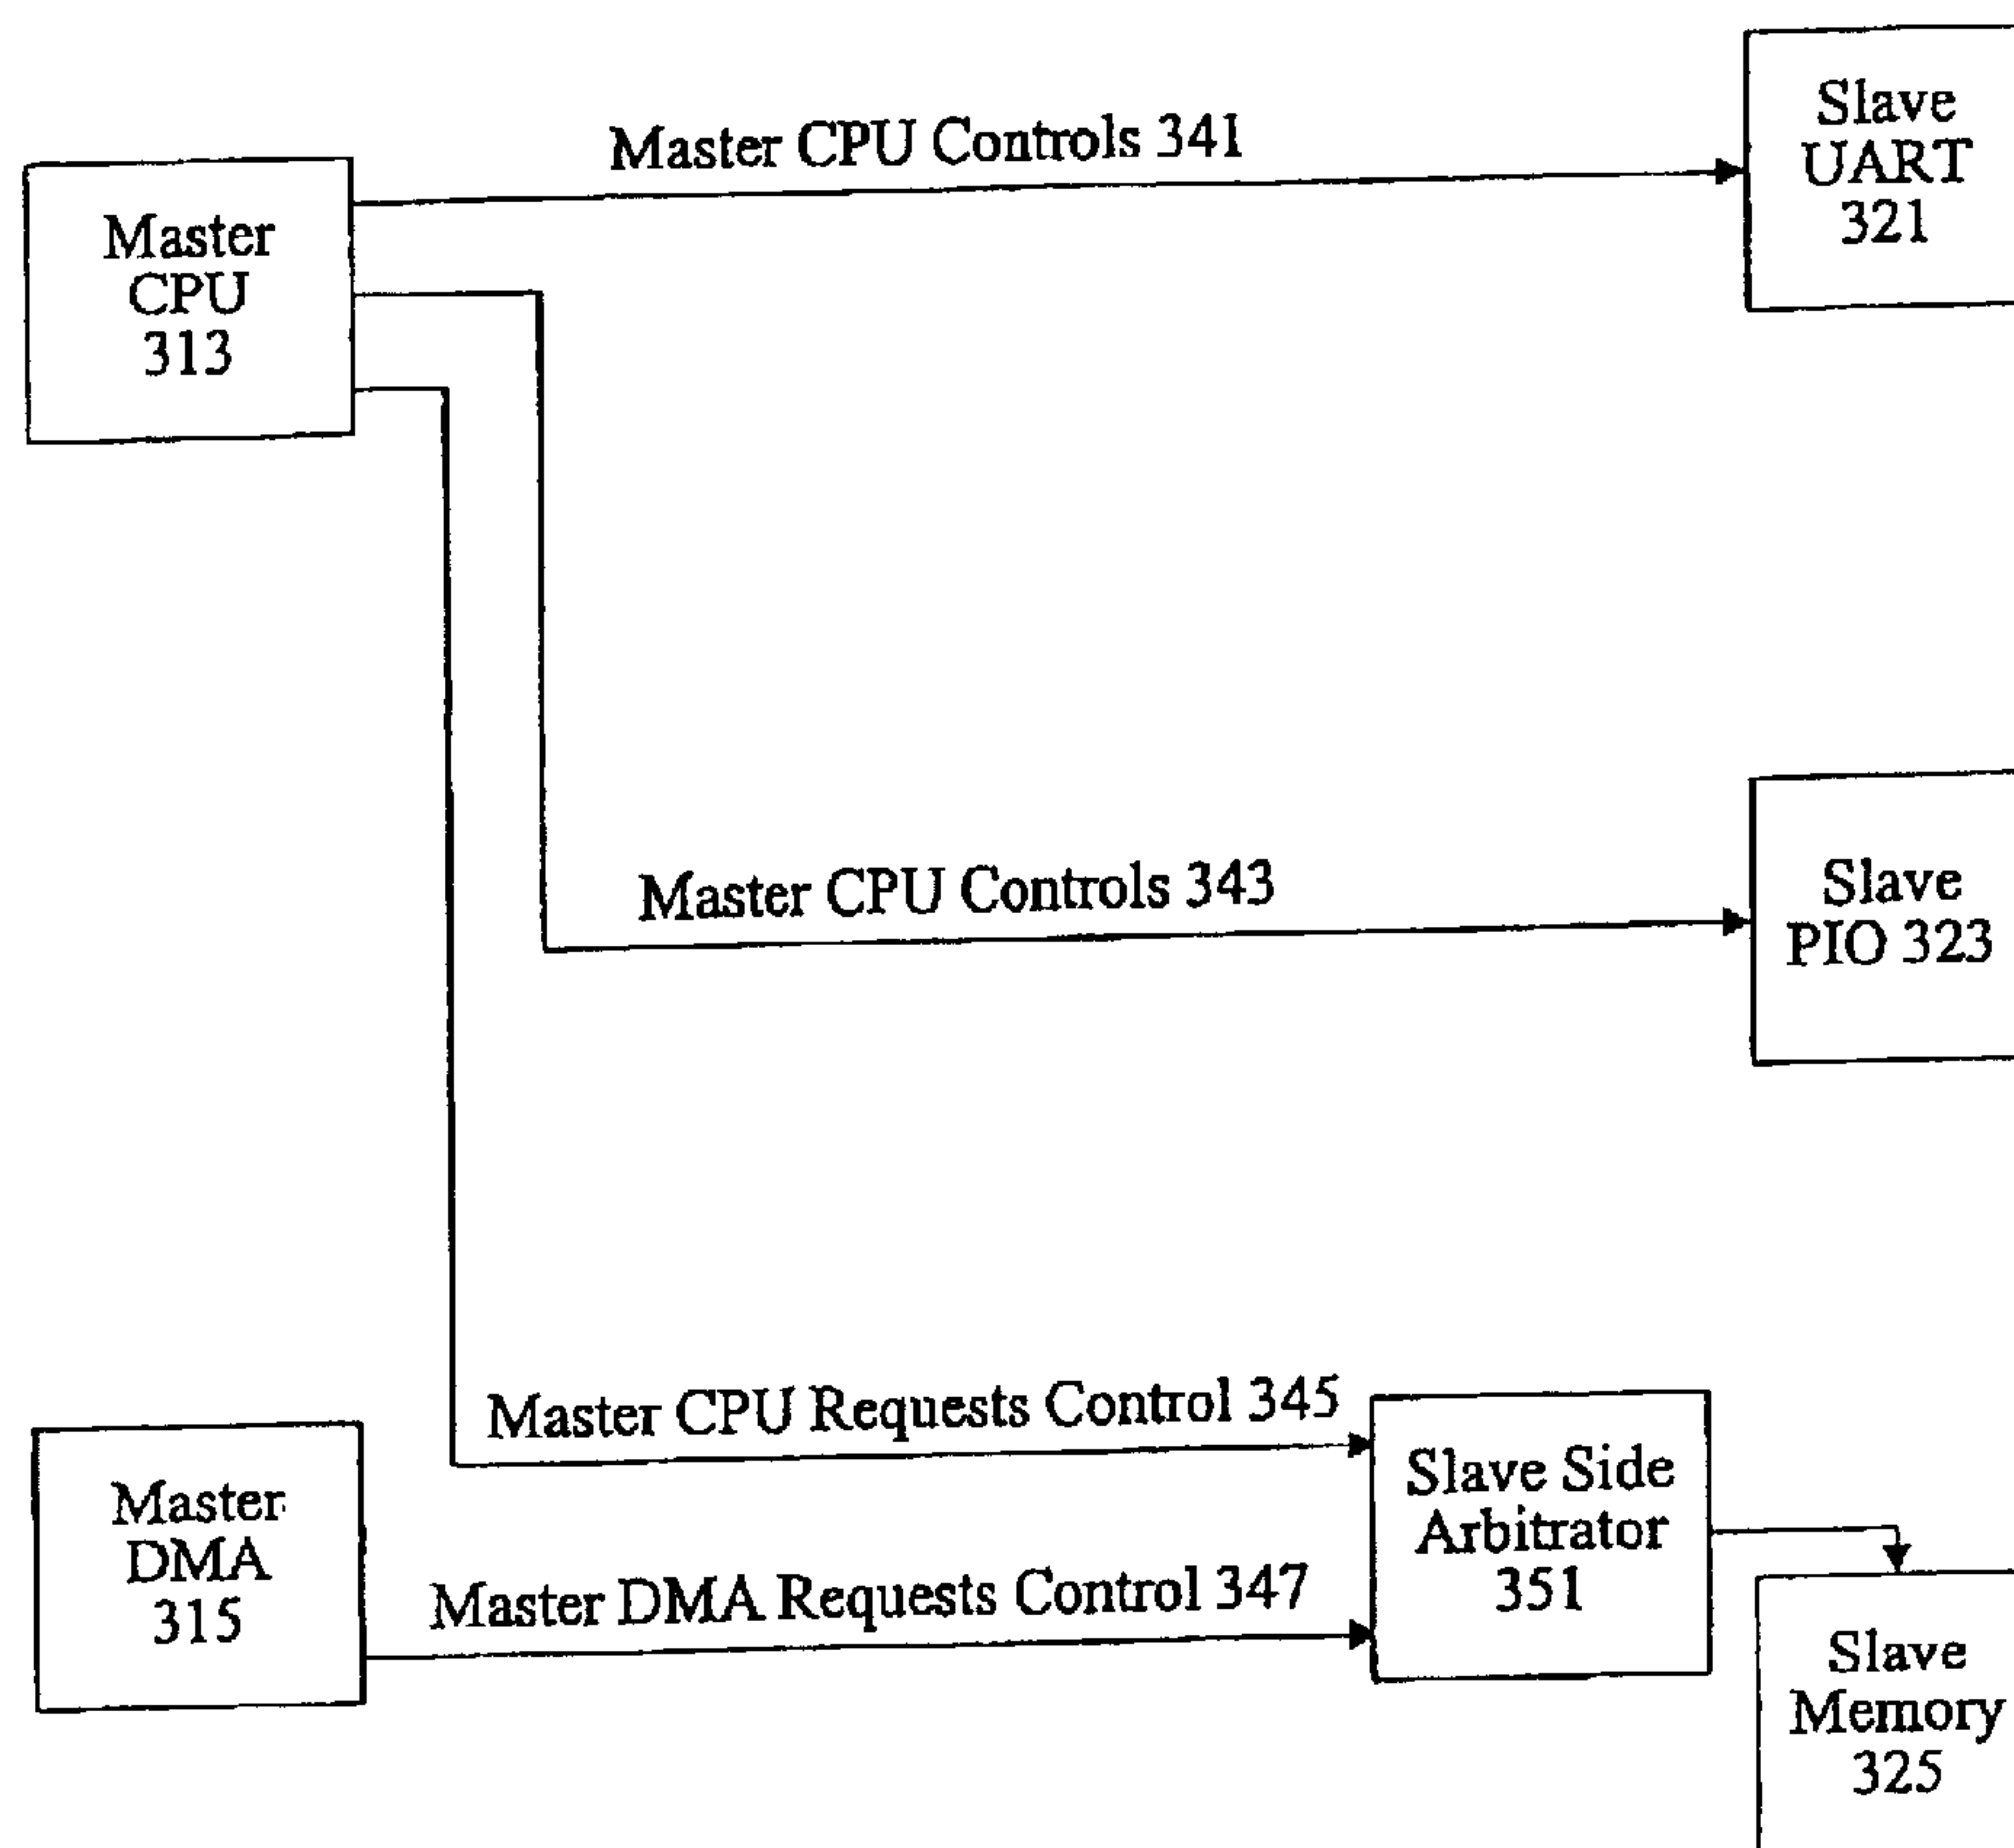 Master CPU Controls 341
Slave
UART
321
Master
CPU
313
Master CPU Controls 343
Slave
PIO 323
Master CPU Requests Control 345
Slave Side
Arbitrator
351
Master
DMA
315
Master DMA Requests Control 347
Slave
Memory
325